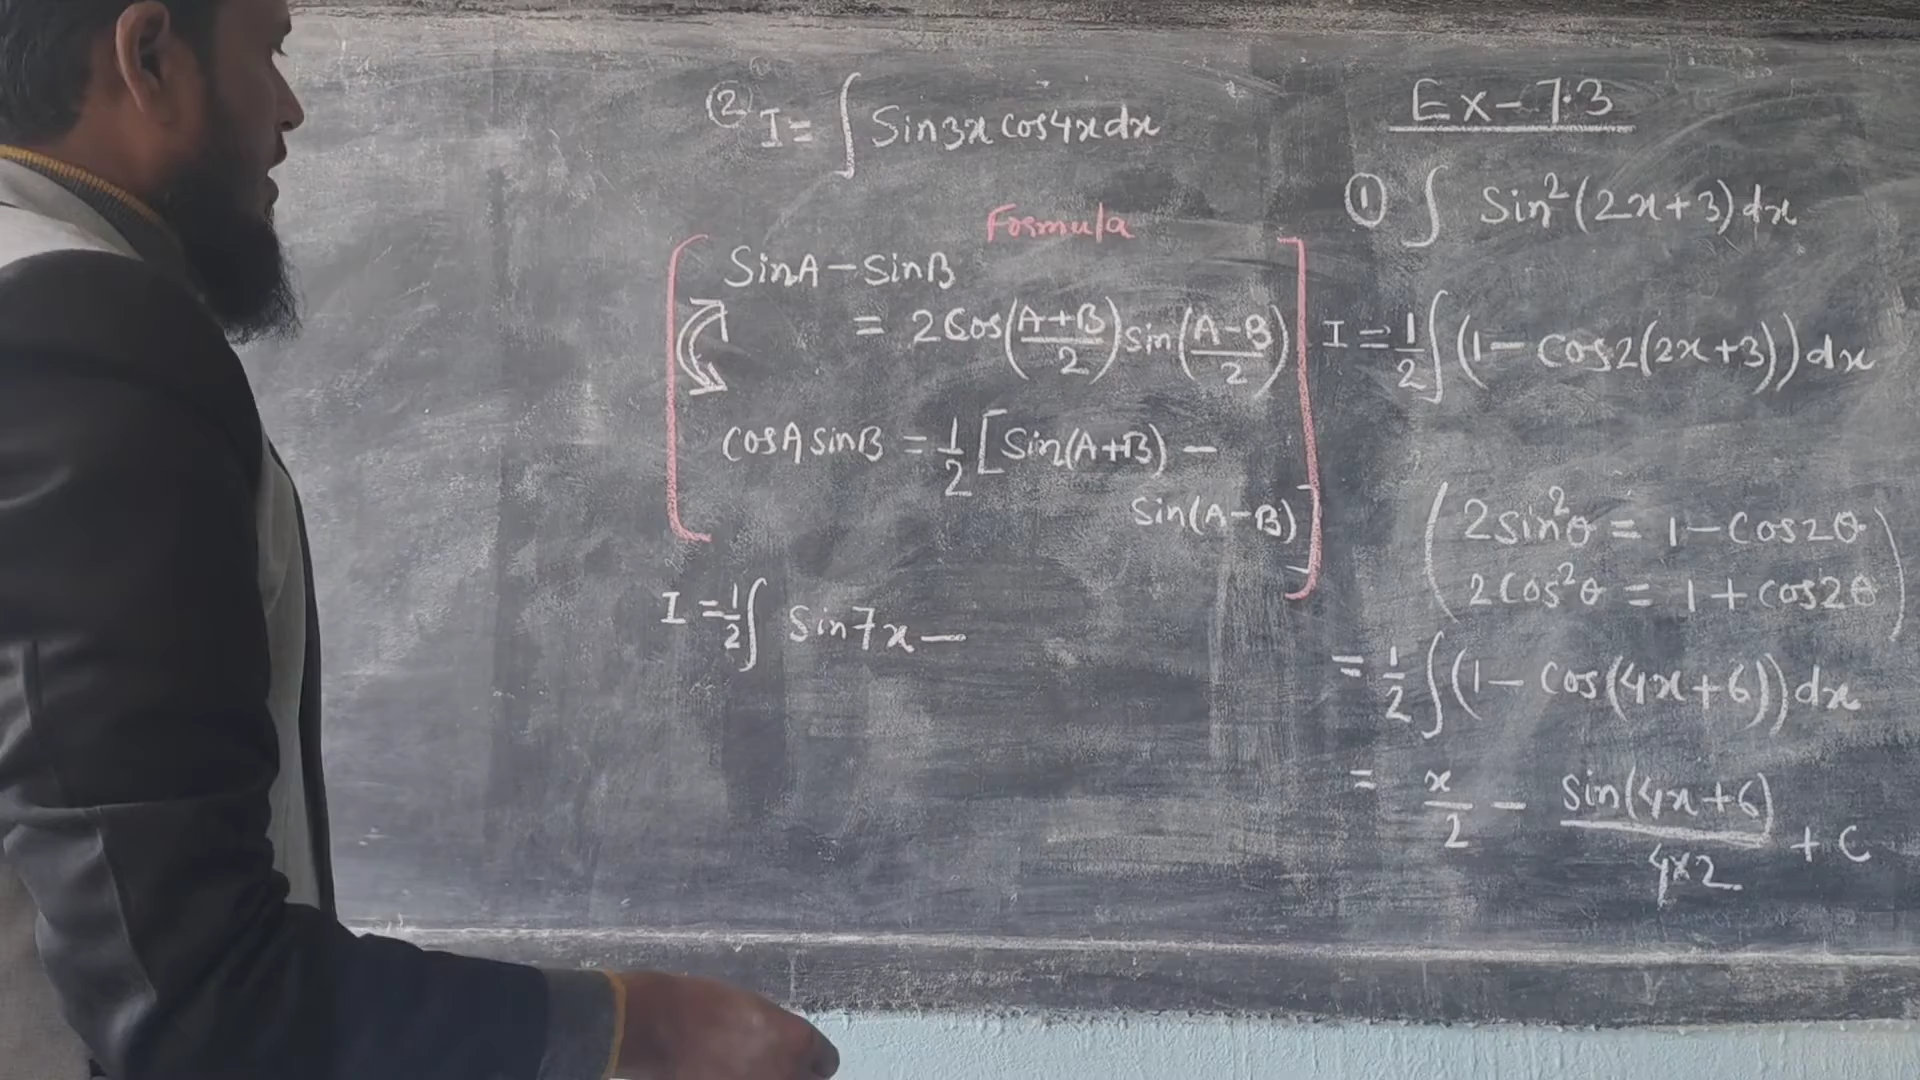 Ex-7.3
① ∫ Sin²(2x+3)dx
I = 1/2 ∫(1- Cos2(2x+3))dx
(2Sin²θ = 1-Cos2θ
2Cos²θ = 1+Cos2θ)
= 1/2 ∫(1- Cos(4x+6))dx
= x/2 - Sin(4x+6)/4×2 + C
② I = ∫ Sin3x cos4x dx
Formula
[SinA-SinB
= 2Cos(A+B/2)Sin(A-B/2)
CosA SinB = 1/2 [Sin(A+B) -
Sin(A-B)]]
I = 1/2 ∫ Sin7x -